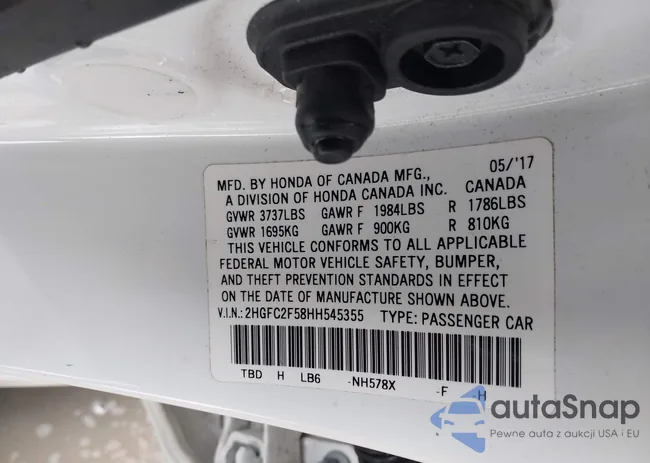 MFD. BY HONDA OF CANADA MFG., 05/'17
A DIVISION OF HONDA CANADA INC. CANADA
GVWR 3737LBS GAWR F 1984LBS R 1786LBS
GVWR 1695KG GAWR F 900KG R 810KG
THIS VEHICLE CONFORMS TO ALL APPLICABLE
FEDERAL MOTOR VEHICLE SAFETY, BUMPER,
AND THEFT PREVENTION STANDARDS IN EFFECT
ON THE DATE OF MANUFACTURE SHOWN ABOVE.
V.I.N.: 2HGFC2F58HH545355 TYPE: PASSENGER CAR
TBD H LB6 -NH578X -F -H
autaSnap
Pewne auta z aukcji USA i EU